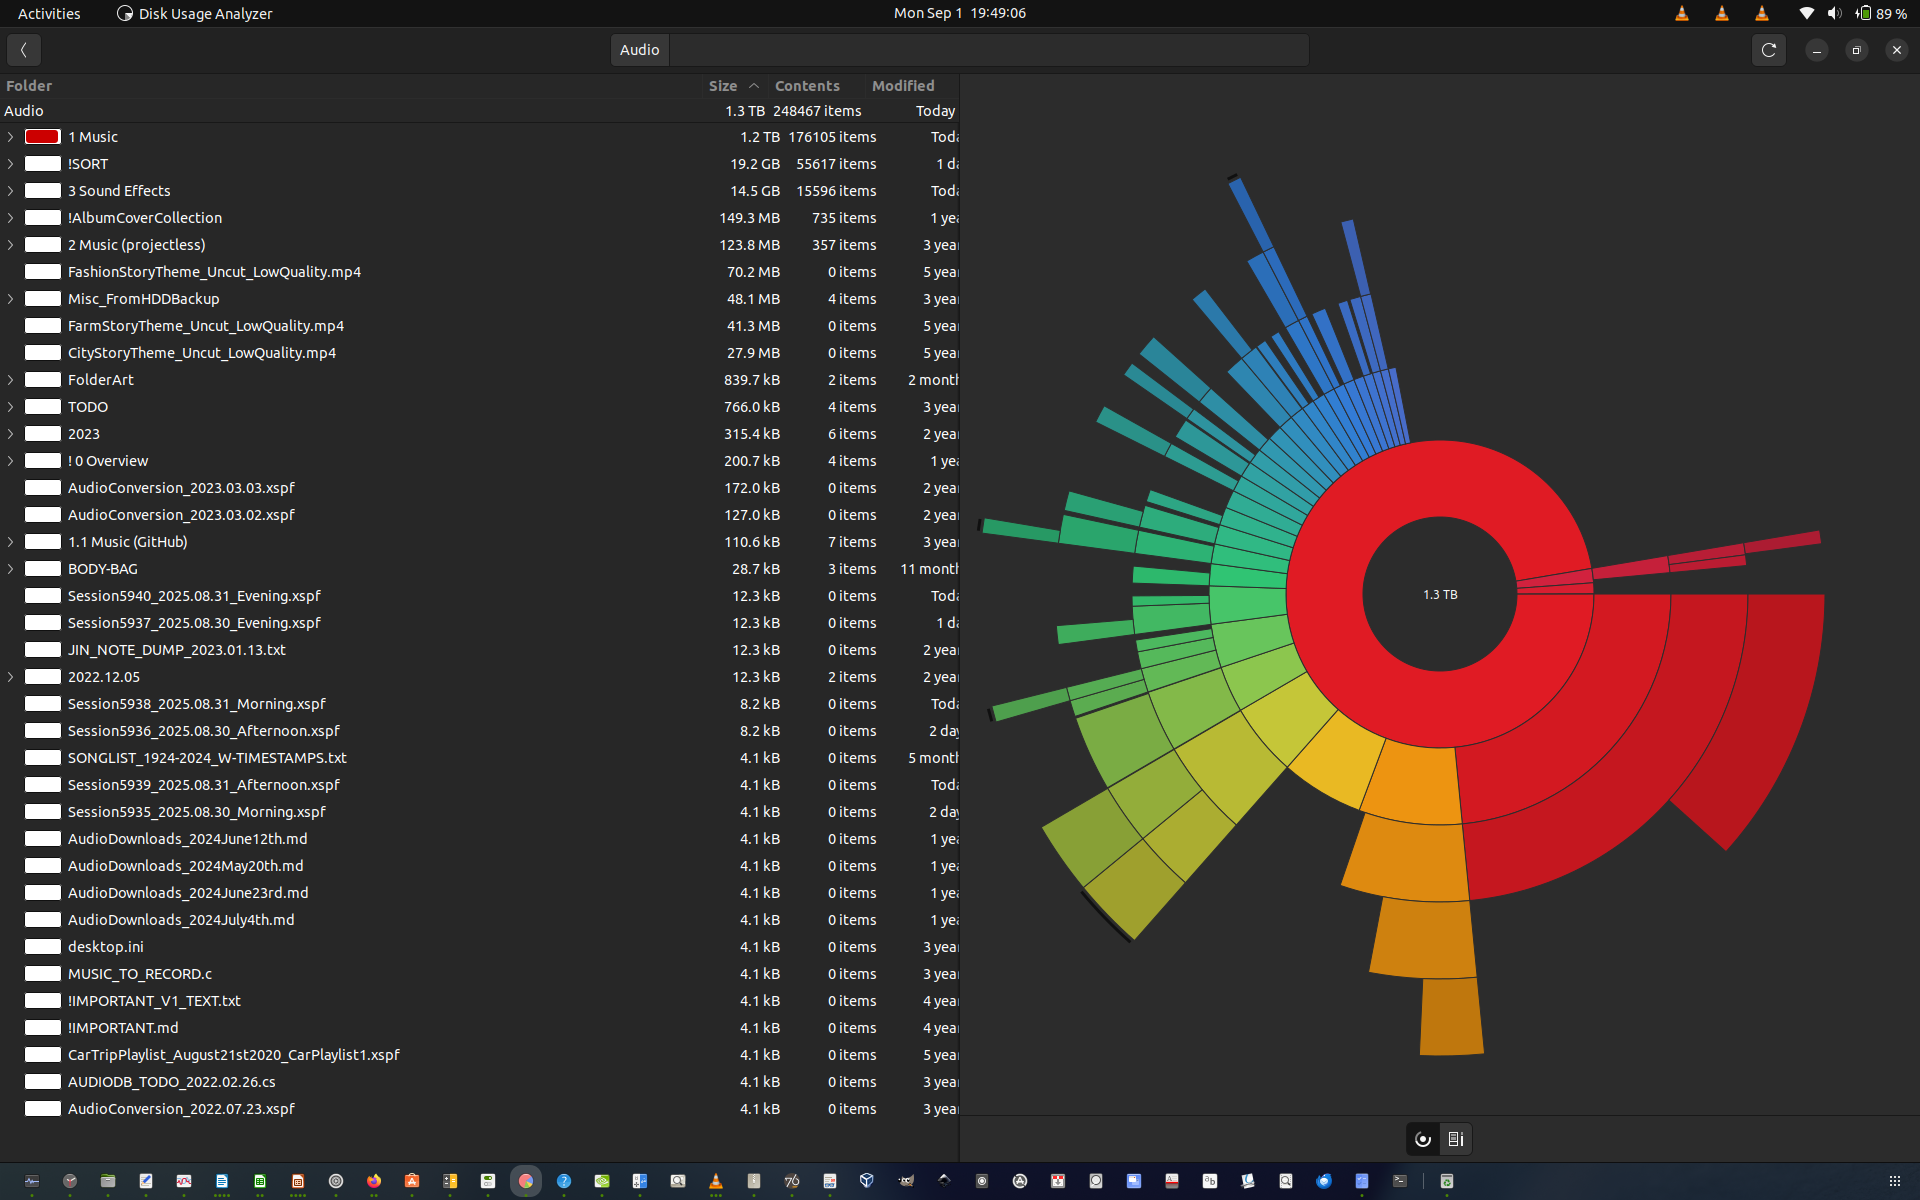 Activities Disk Usage Analyzer Mon Sep 1 19:49:06 89 %
Audio
Folder Size Contents Modified
Audio 1.3 TB 248467 items Today
1 Music 1.2 TB 176105 items Toda
!SORT 19.2 GB 55617 items 1 da
3 Sound Effects 14.5 GB 15596 items Toda
!AlbumCoverCollection 149.3 MB 735 items 1 yea
2 Music (projectless) 123.8 MB 357 items 3 year
FashionStoryTheme_Uncut_LowQuality.mp4 70.2 MB 0 items 5 year
Misc_FromHDDBackup 48.1 MB 4 items 3 year
FarmStoryTheme_Uncut_LowQuality.mp4 41.3 MB 0 items 5 year
CityStoryTheme_Uncut_LowQuality.mp4 27.9 MB 0 items 5 year
FolderArt 839.7 kB 2 items 2 month
TODO 766.0 kB 4 items 3 year
2023 315.4 kB 6 items 2 year
! 0 Overview 200.7 kB 4 items 1 yea
AudioConversion_2023.03.03.xspf 172.0 kB 0 items 2 year
AudioConversion_2023.03.02.xspf 127.0 kB 0 items 2 year
1.1 Music (GitHub) 110.6 kB 7 items 3 year
BODY-BAG 28.7 kB 3 items 11 month
Session5940_2025.08.31_Evening.xspf 12.3 kB 0 items Toda
Session5937_2025.08.30_Evening.xspf 12.3 kB 0 items 1 da
JIN_NOTE_DUMP_2023.01.13.txt 12.3 kB 0 items 2 year
2022.12.05 12.3 kB 2 items 2 year
Session5938_2025.08.31_Morning.xspf 8.2 kB 0 items Toda
Session5936_2025.08.30_Afternoon.xspf 8.2 kB 0 items 2 day
SONGLIST_1924-2024_W-TIMESTAMPS.txt 4.1 kB 0 items 5 month
Session5939_2025.08.31_Afternoon.xspf 4.1 kB 0 items Toda
Session5935_2025.08.30_Morning.xspf 4.1 kB 0 items 2 day
AudioDownloads_2024June12th.md 4.1 kB 0 items 1 yea
AudioDownloads_2024May20th.md 4.1 kB 0 items 1 yea
AudioDownloads_2024June23rd.md 4.1 kB 0 items 1 yea
AudioDownloads_2024July4th.md 4.1 kB 0 items 1 yea
desktop.ini 4.1 kB 0 items 3 year
MUSIC_TO_RECORD.c 4.1 kB 0 items 3 year
!IMPORTANT_V1_TEXT.txt 4.1 kB 0 items 4 year
!IMPORTANT.md 4.1 kB 0 items 4 year
CarTripPlaylist_August21st2020_CarPlaylist1.xspf 4.1 kB 0 items 5 year
AUDIODB_TODO_2022.02.26.cs 4.1 kB 0 items 3 year
AudioConversion_2022.07.23.xspf 4.1 kB 0 items 3 year
1.3 TB